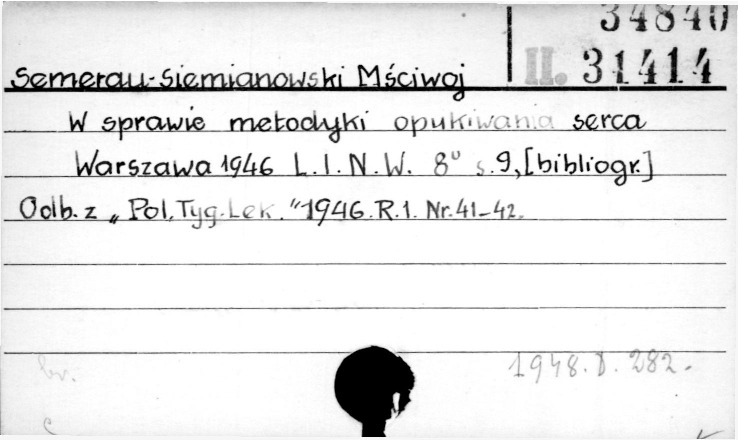 34840
II. 31414
Semerau-Siemianowski Mściwoj
W sprawie metodyki opukiwania serca
Warszawa 1946 L.I.N.W. 8° s.9, [bibliogr.]
Odb. z „Pol. Tyg. Lek." 1946. R.1. Nr. 41-42.
br.
1948.D.282.